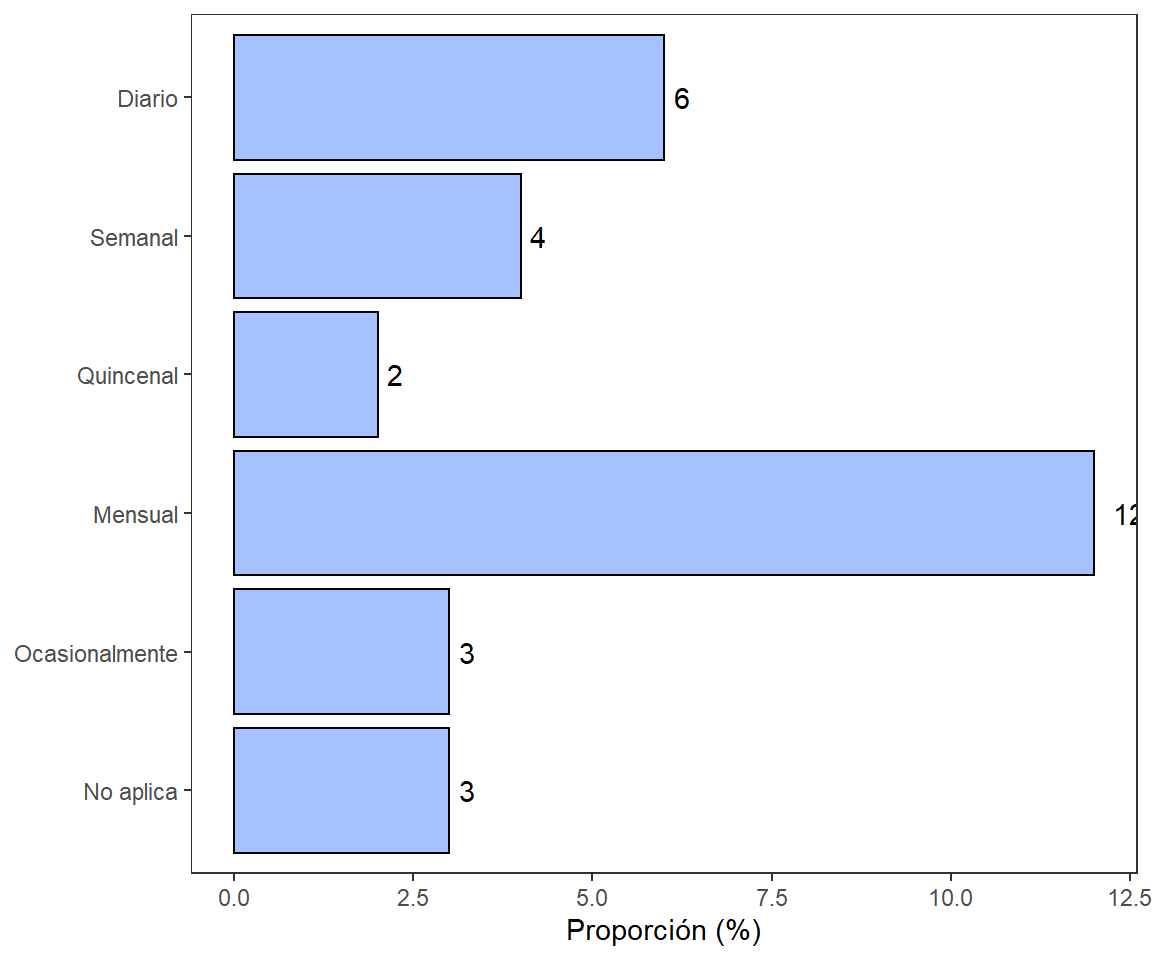 Diario 6
Semanal 4
Quincenal 2
Mensual 12
Ocasionalmente 3
No aplica 3
0.0 2.5 5.0 7.5 10.0 12.5
Proporción (%)